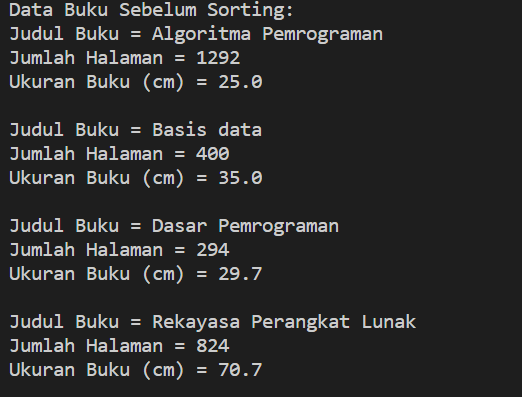 Data Buku Sebelum Sorting:
Judul Buku = Algoritma Pemrograman
Jumlah Halaman = 1292
Ukuran Buku (cm) = 25.0

Judul Buku = Basis data
Jumlah Halaman = 400
Ukuran Buku (cm) = 35.0

Judul Buku = Dasar Pemrograman
Jumlah Halaman = 294
Ukuran Buku (cm) = 29.7

Judul Buku = Rekayasa Perangkat Lunak
Jumlah Halaman = 824
Ukuran Buku (cm) = 70.7